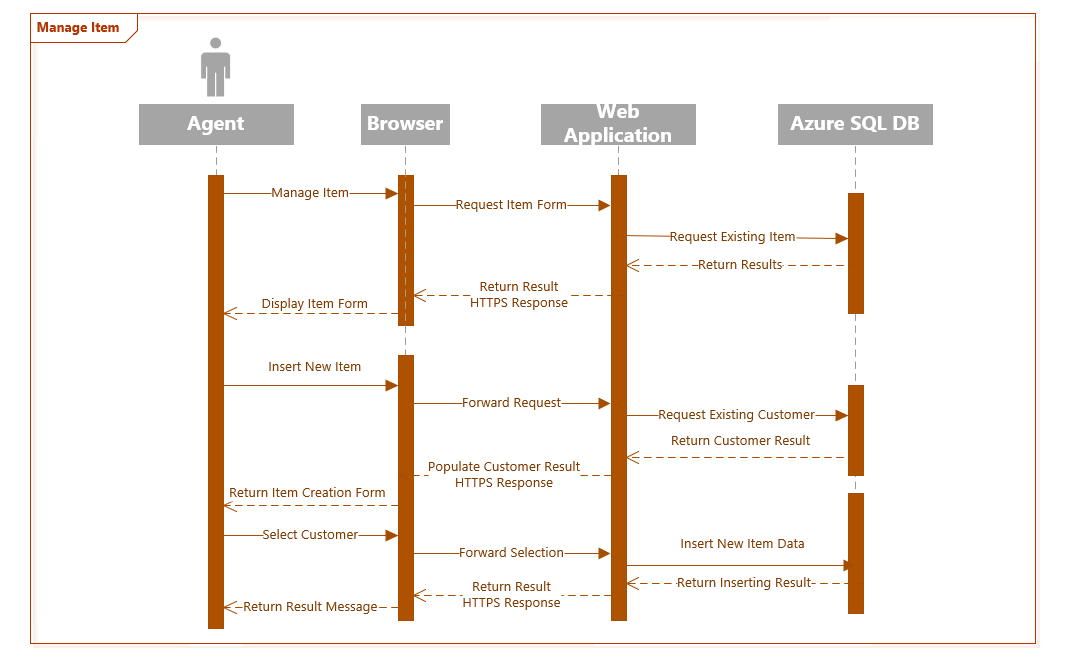 Manage Item
Agent
Browser
Web
Application
Azure SQL DB
Manage Item
Request Item Form
Request Existing Item
Return Results
Return Result
HTTPS Response
Display Item Form
Insert New Item
Forward Request
Request Existing Customer
Return Customer Result
Populate Customer Result
HTTPS Response
Return Item Creation Form
Select Customer
Forward Selection
Insert New Item Data
Return Inserting Result
Return Result
HTTPS Response
Return Result Message